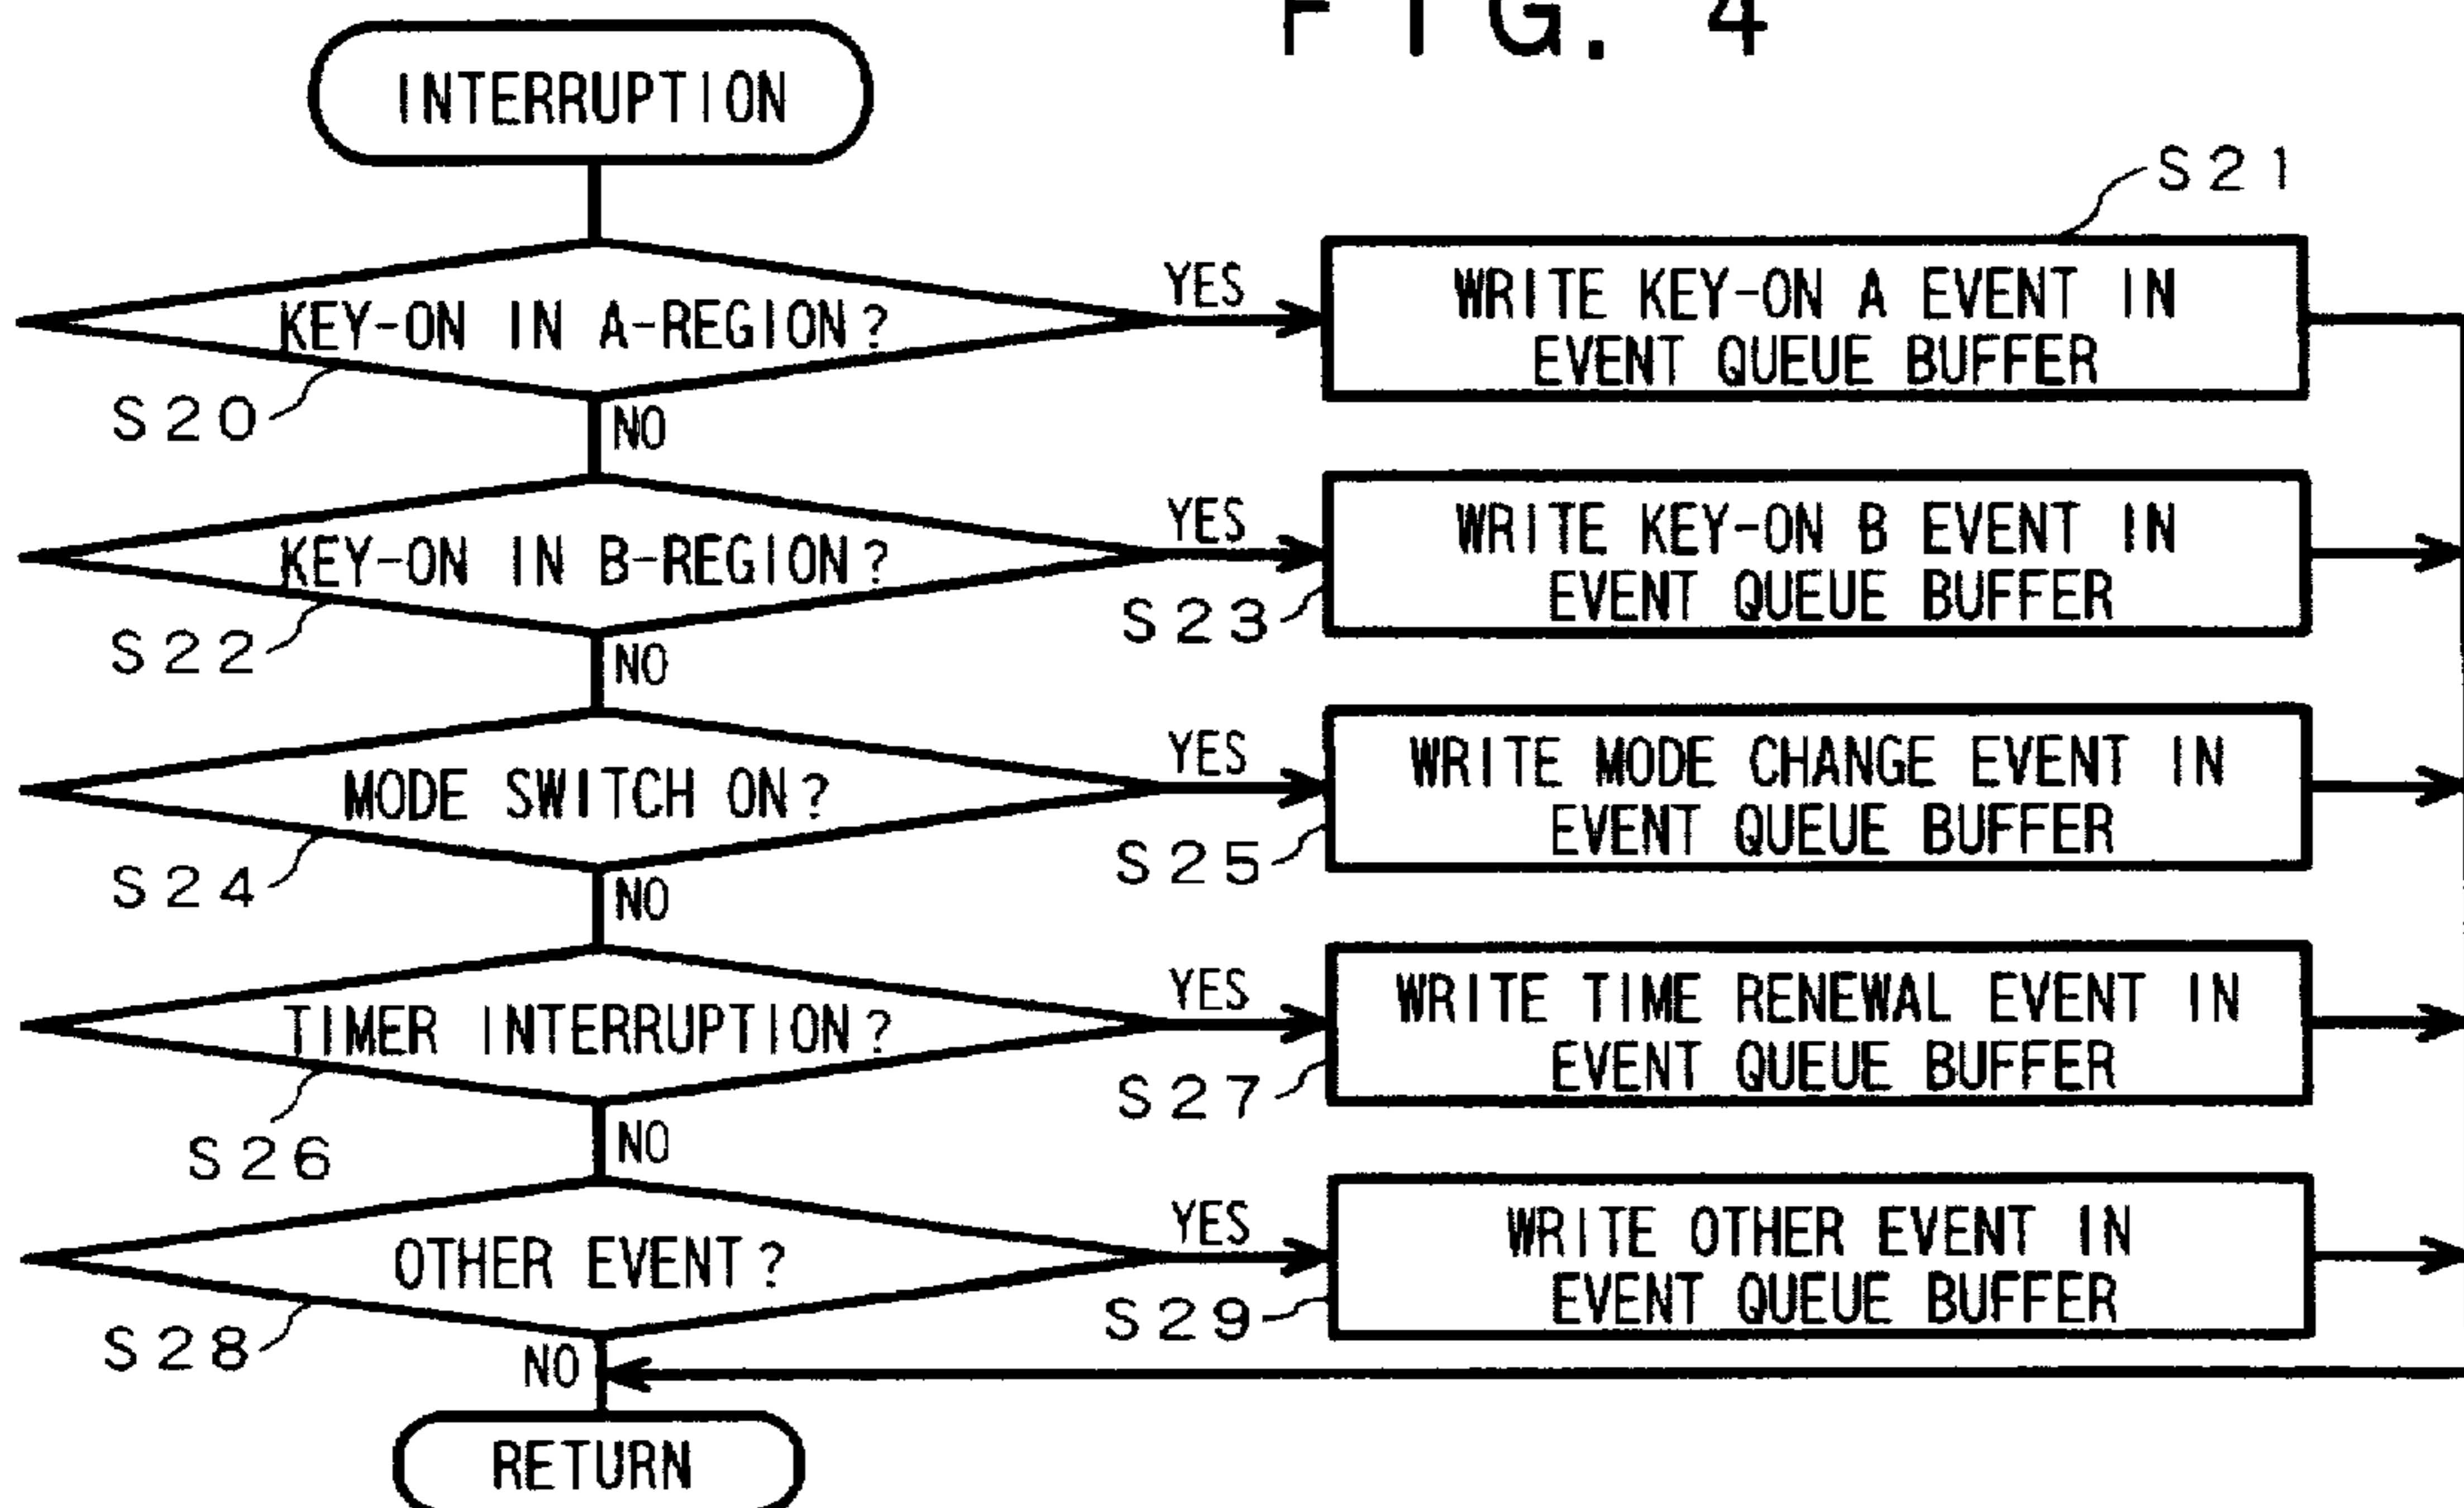 FIG. 4
INTERRUPTION
S21
KEY-ON IN A-REGION?
YES
WRITE KEY-ON A EVENT IN
EVENT QUEUE BUFFER
S20
NO
KEY-ON IN B-REGION?
YES
WRITE KEY-ON B EVENT IN
EVENT QUEUE BUFFER
S22
S23
NO
MODE SWITCH ON?
YES
WRITE MODE CHANGE EVENT IN
EVENT QUEUE BUFFER
S24
S25
NO
TIMER INTERRUPTION?
YES
WRITE TIME RENEWAL EVENT IN
EVENT QUEUE BUFFER
S26
S27
NO
OTHER EVENT?
YES
WRITE OTHER EVENT IN
EVENT QUEUE BUFFER
S28
S29
NO
RETURN